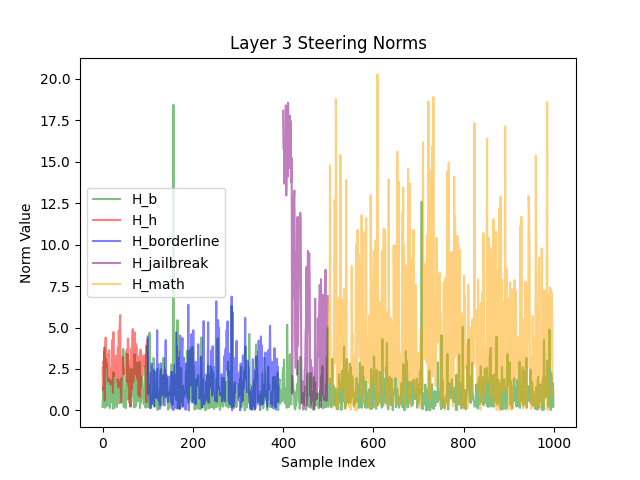 Layer 3 Steering Norms
Norm Value
20.0
17.5
15.0
12.5
10.0
7.5
5.0
2.5
0.0
H_b
H_h
H_borderline
H_jailbreak
H_math
0 200 400 600 800 1000
Sample Index